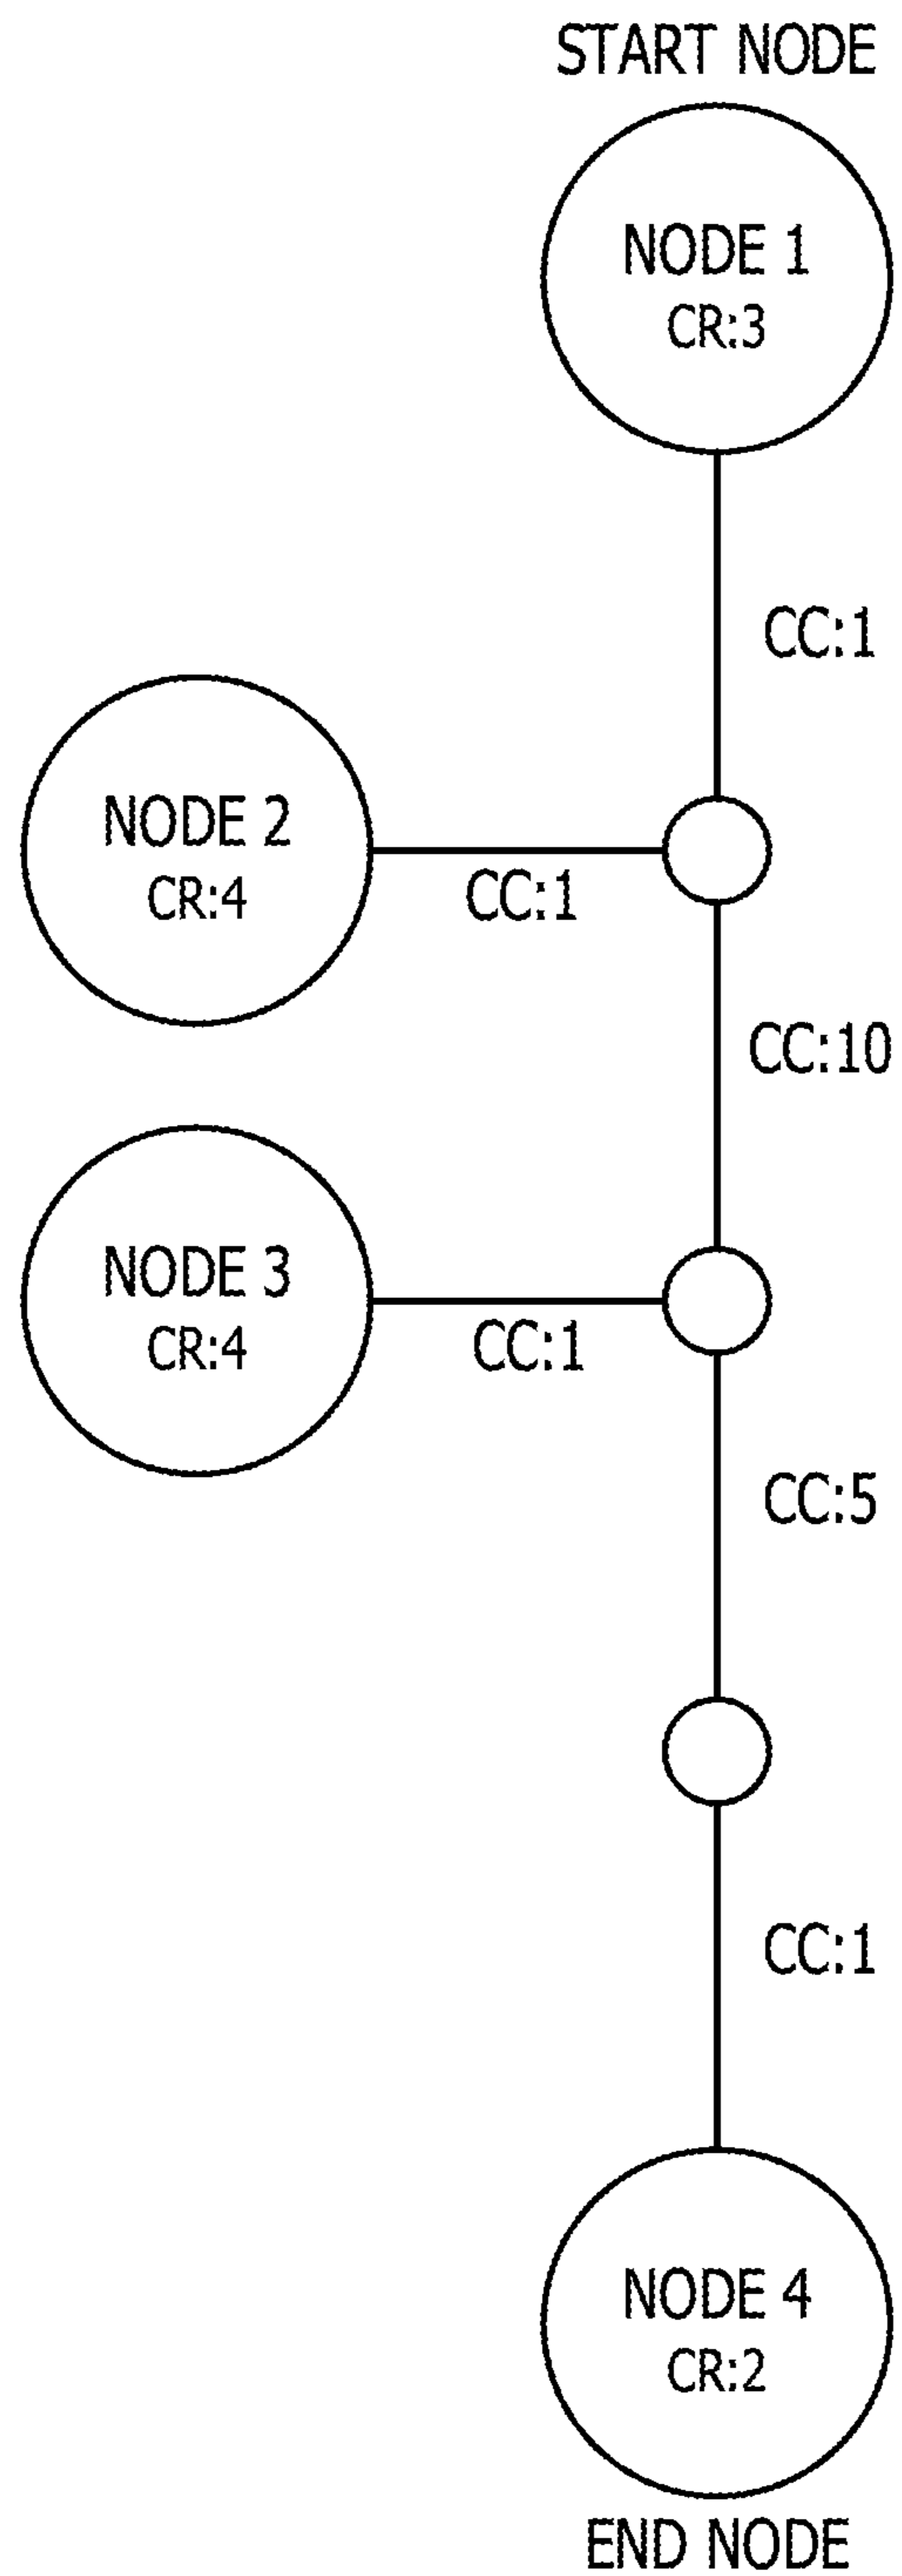 START NODE
NODE 1
CR:3
CC:1
NODE 2
CR:4
CC:1
CC:10
NODE 3
CR:4
CC:1
CC:5
CC:1
NODE 4
CR:2
END NODE